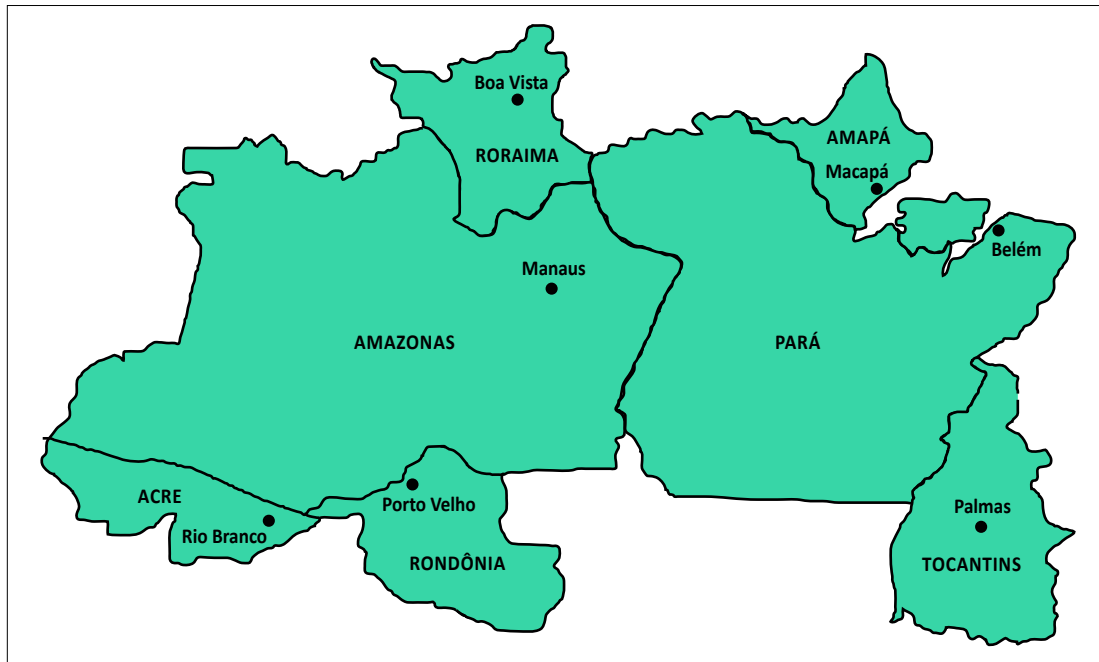 Boa Vista
RORAIMA
AMAPÁ
Macapá
Belém
Manaus
AMAZONAS
PARÁ
ACRE
Rio Branco
Porto Velho
RONDÔNIA
Palmas
TOCANTINS